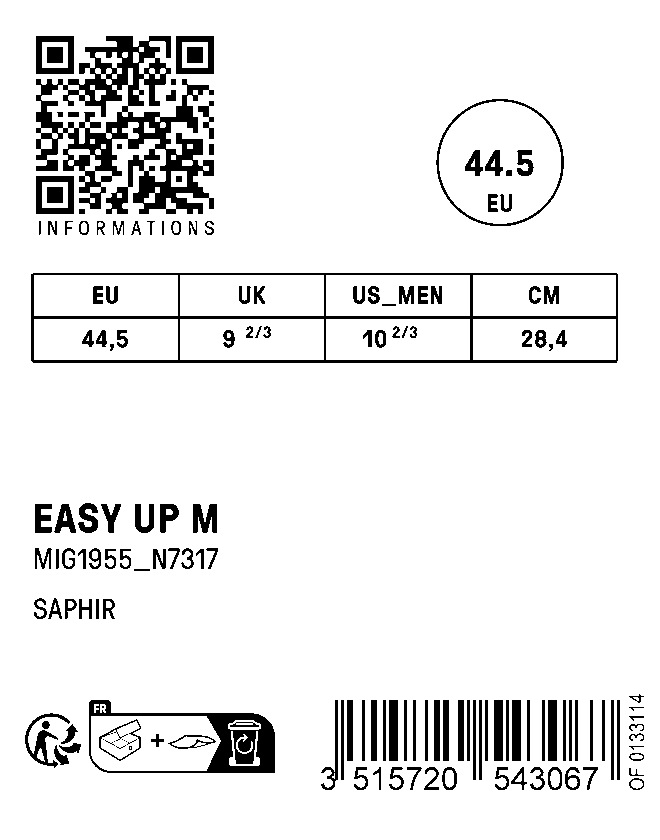 INFORMATIONS
44.5
EU
EU UK US_MEN CM
44,5 9 2/3 10 2/3 28,4
EASY UP M
MIG1955_N7317
SAPHIR
FR
3 515720 543067
OF 0133114